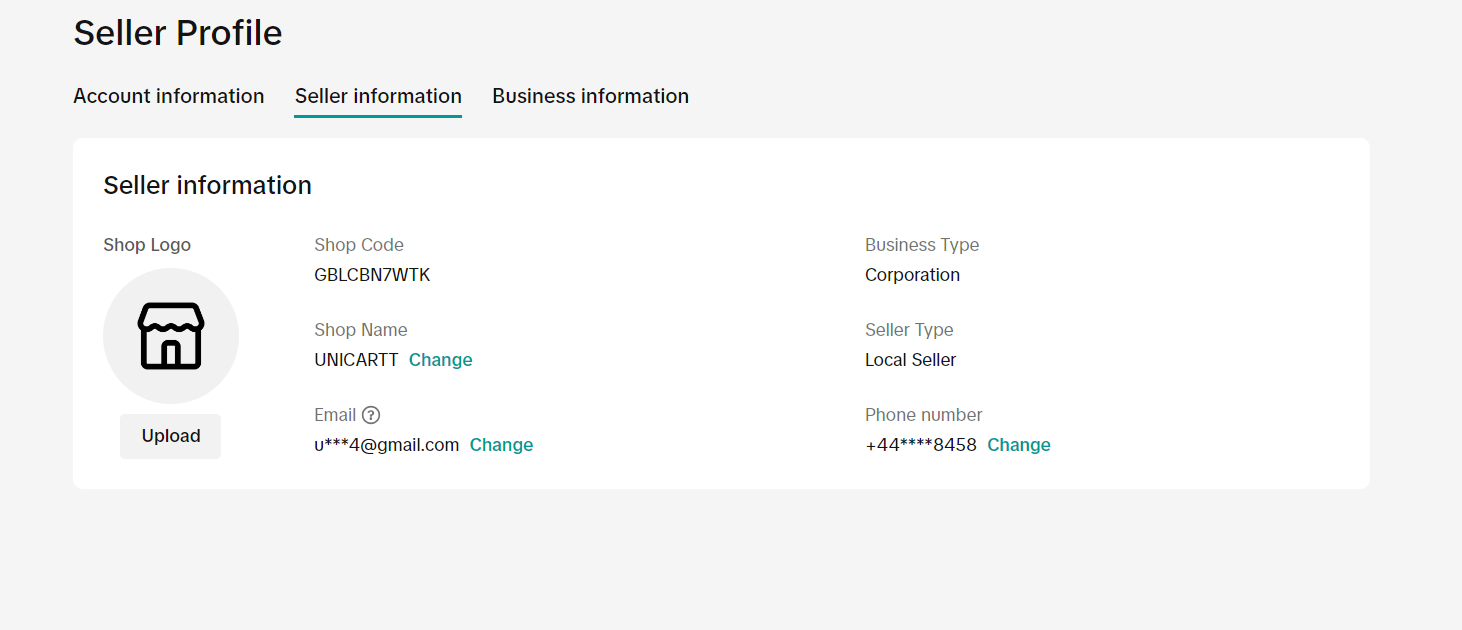 Seller Profile
Account information Seller information Business information
Seller information
Shop Logo
Upload
Shop Code
GBLCBN7WTK
Business Type
Corporation
Shop Name
UNICARTT Change
Seller Type
Local Seller
Email ?
u***4@gmail.com Change
Phone number
+44****8458 Change